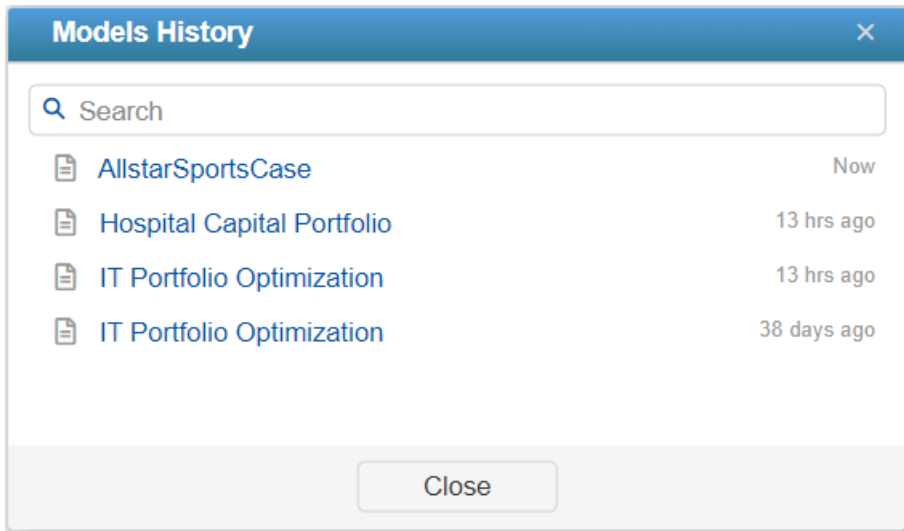 Models History
Search
AllstarSportsCase Now
Hospital Capital Portfolio 13 hrs ago
IT Portfolio Optimization 13 hrs ago
IT Portfolio Optimization 38 days ago
Close